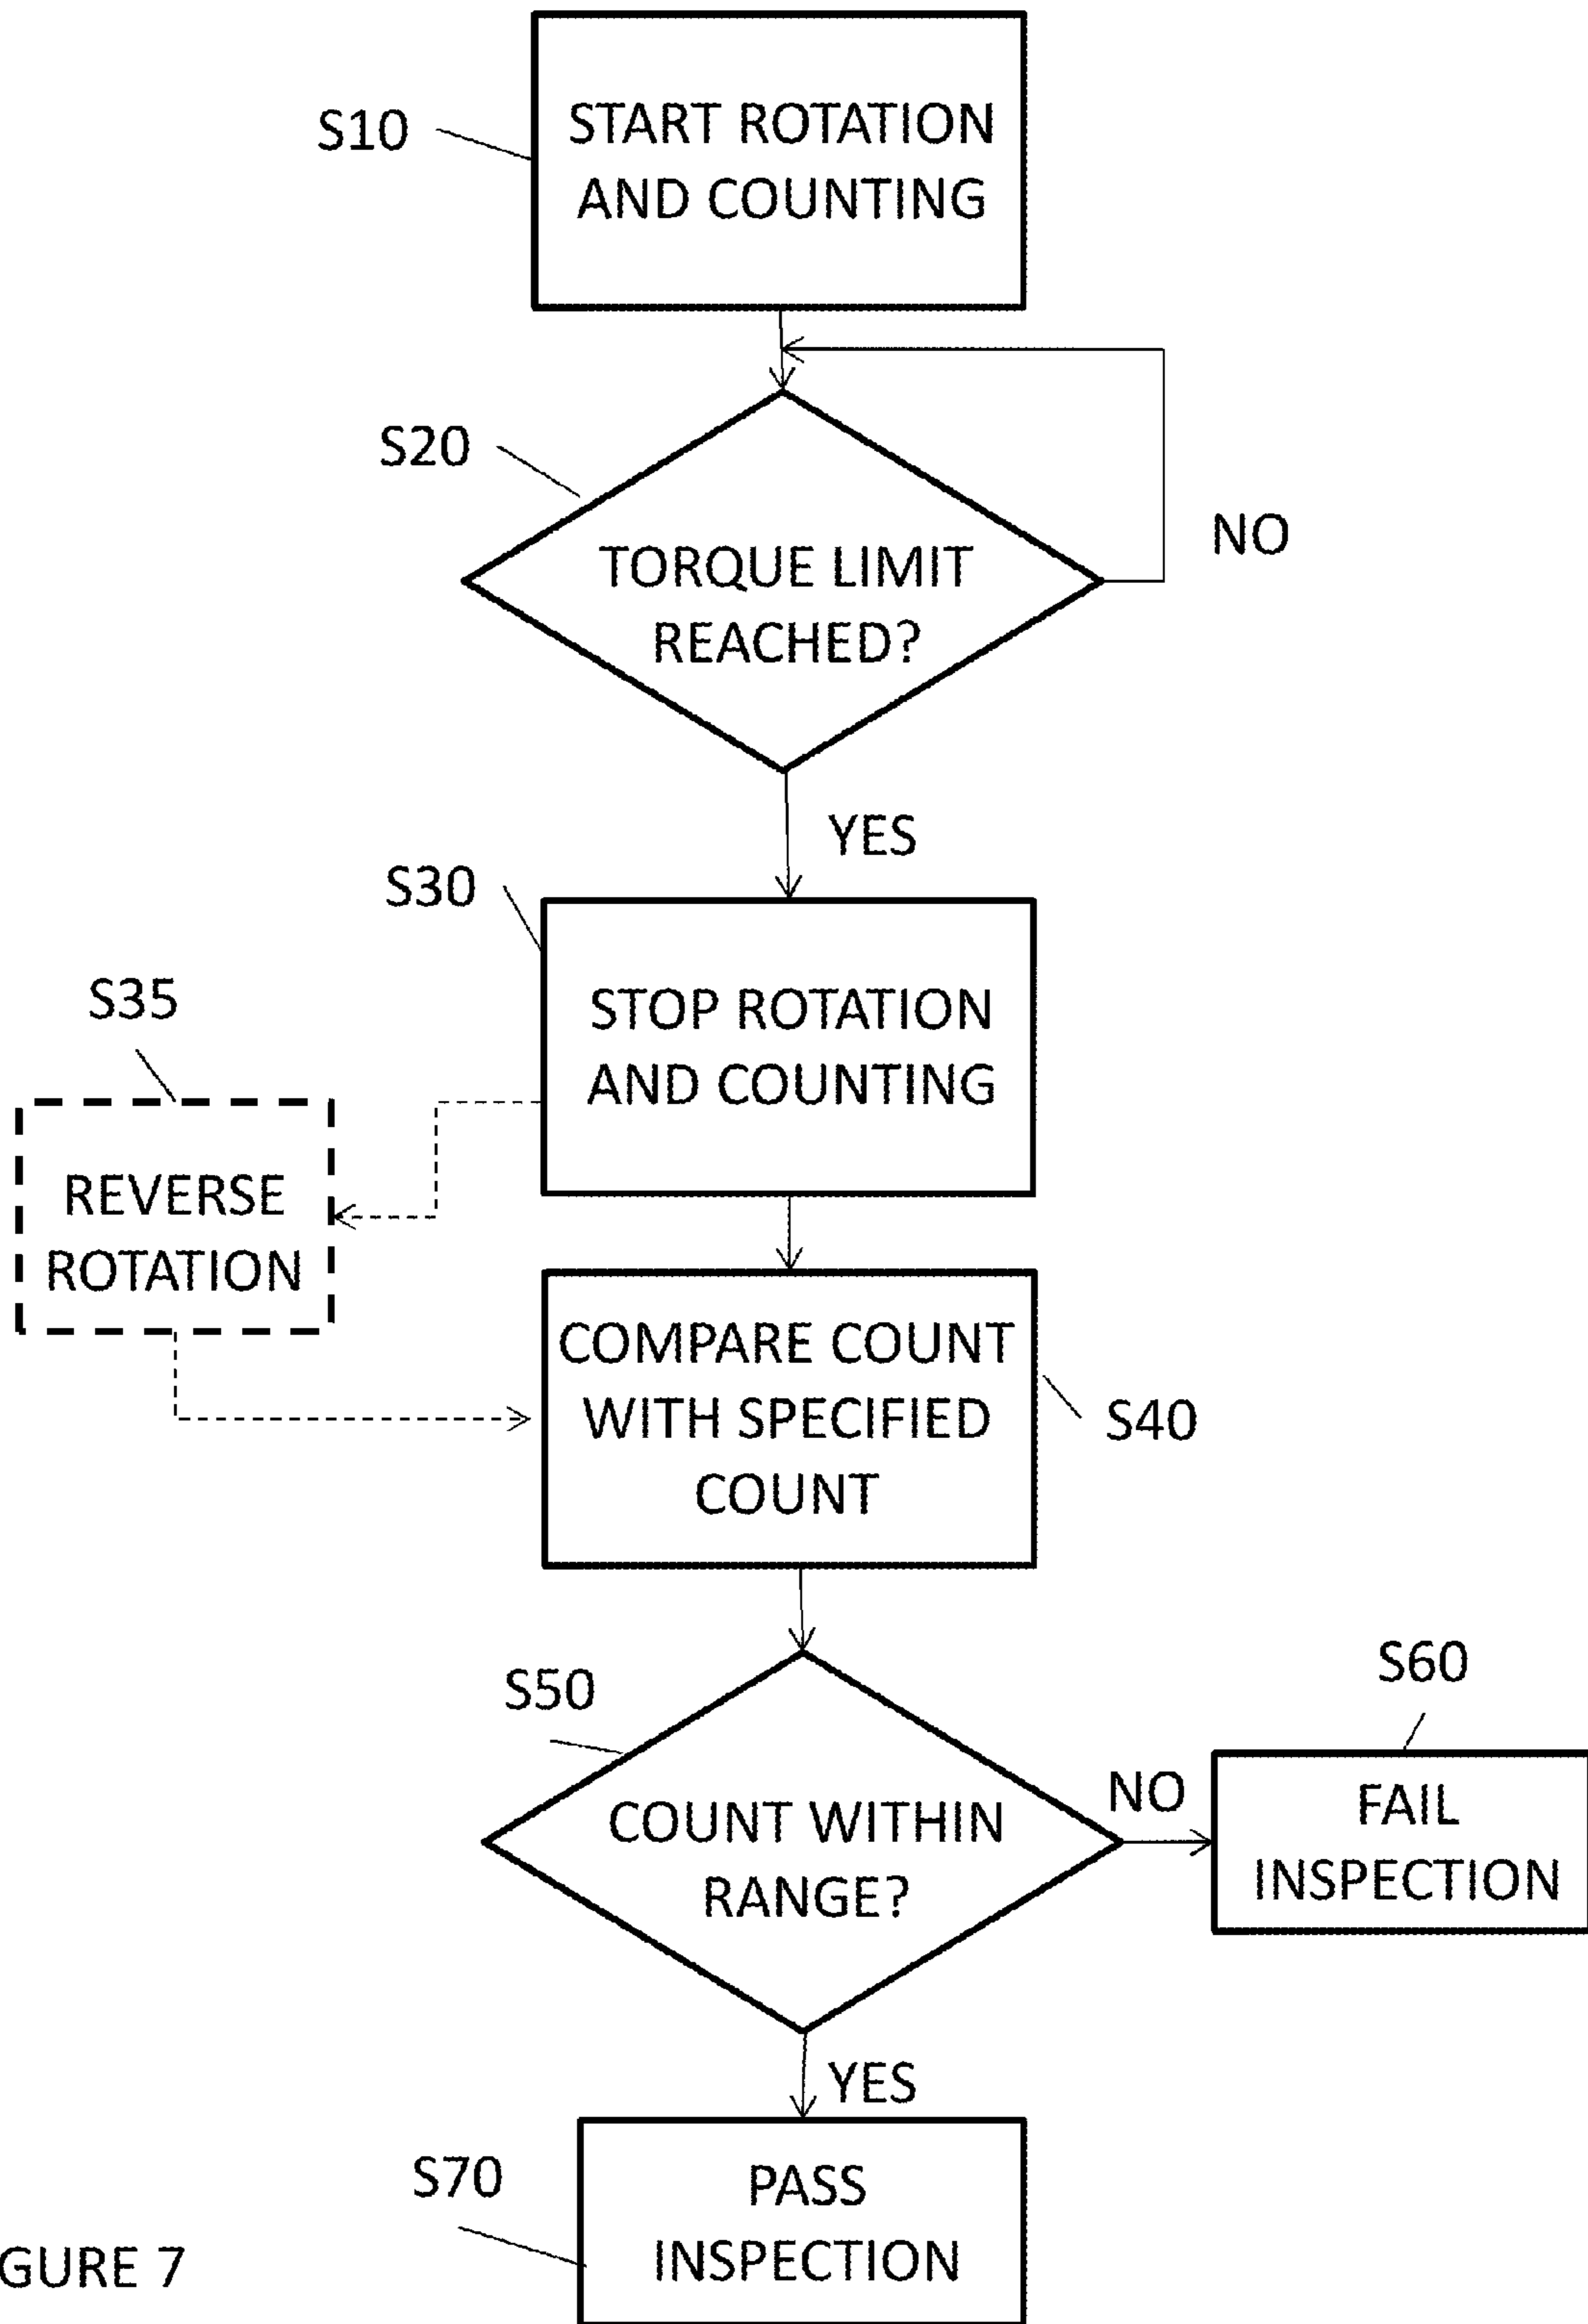 S10
START ROTATION
AND COUNTING
S20
TORQUE LIMIT
REACHED?
NO
YES
S30
STOP ROTATION
AND COUNTING
S35
REVERSE
ROTATION
COMPARE COUNT
WITH SPECIFIED
COUNT
S40
S50
COUNT WITHIN
RANGE?
NO
S60
FAIL
INSPECTION
YES
S70
PASS
INSPECTION
GURE 7